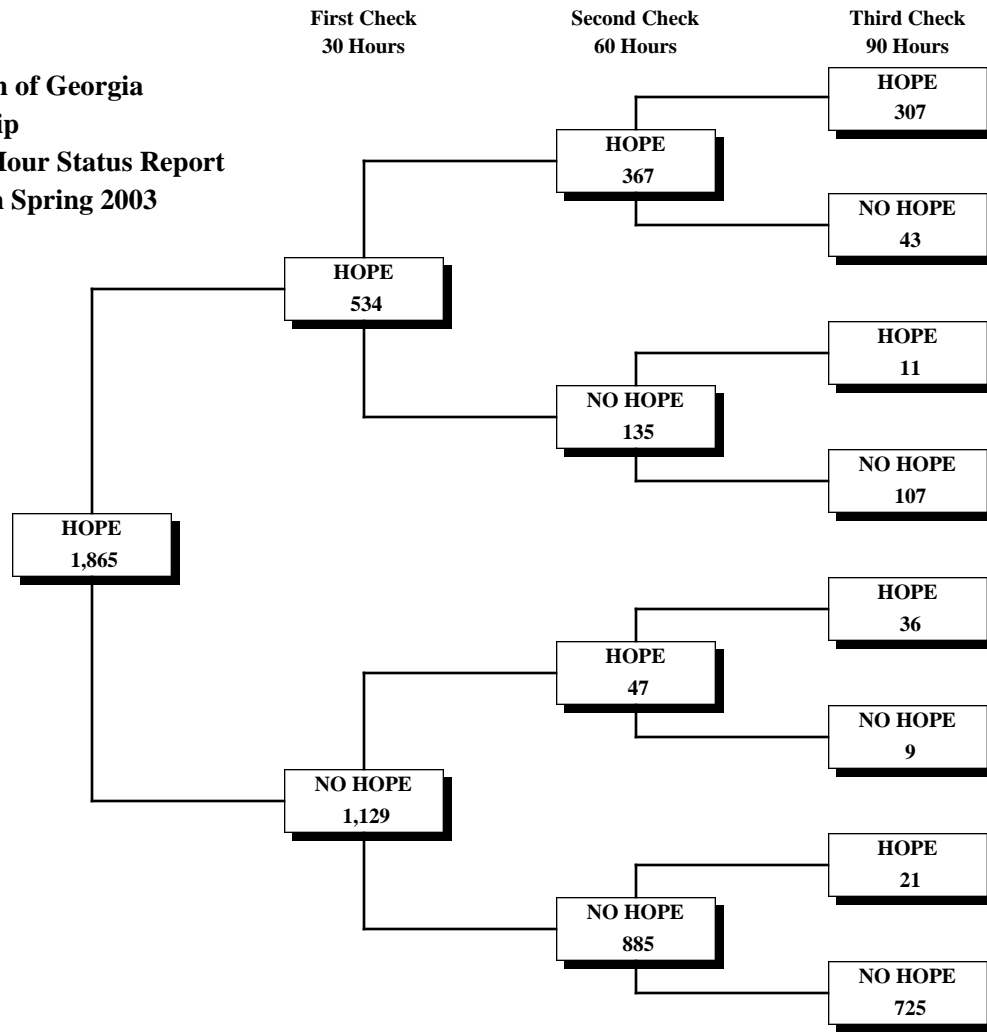 First Check
30 Hours
Second Check
60 Hours
Third Check
90 Hours
of Georgia
Status Report
Spring 2003
HOPE
307
HOPE
367
NO HOPE
43
HOPE
534
HOPE
11
NO HOPE
135
NO HOPE
107
HOPE
1,865
HOPE
36
HOPE
47
NO HOPE
9
NO HOPE
1,129
HOPE
21
NO HOPE
885
NO HOPE
725